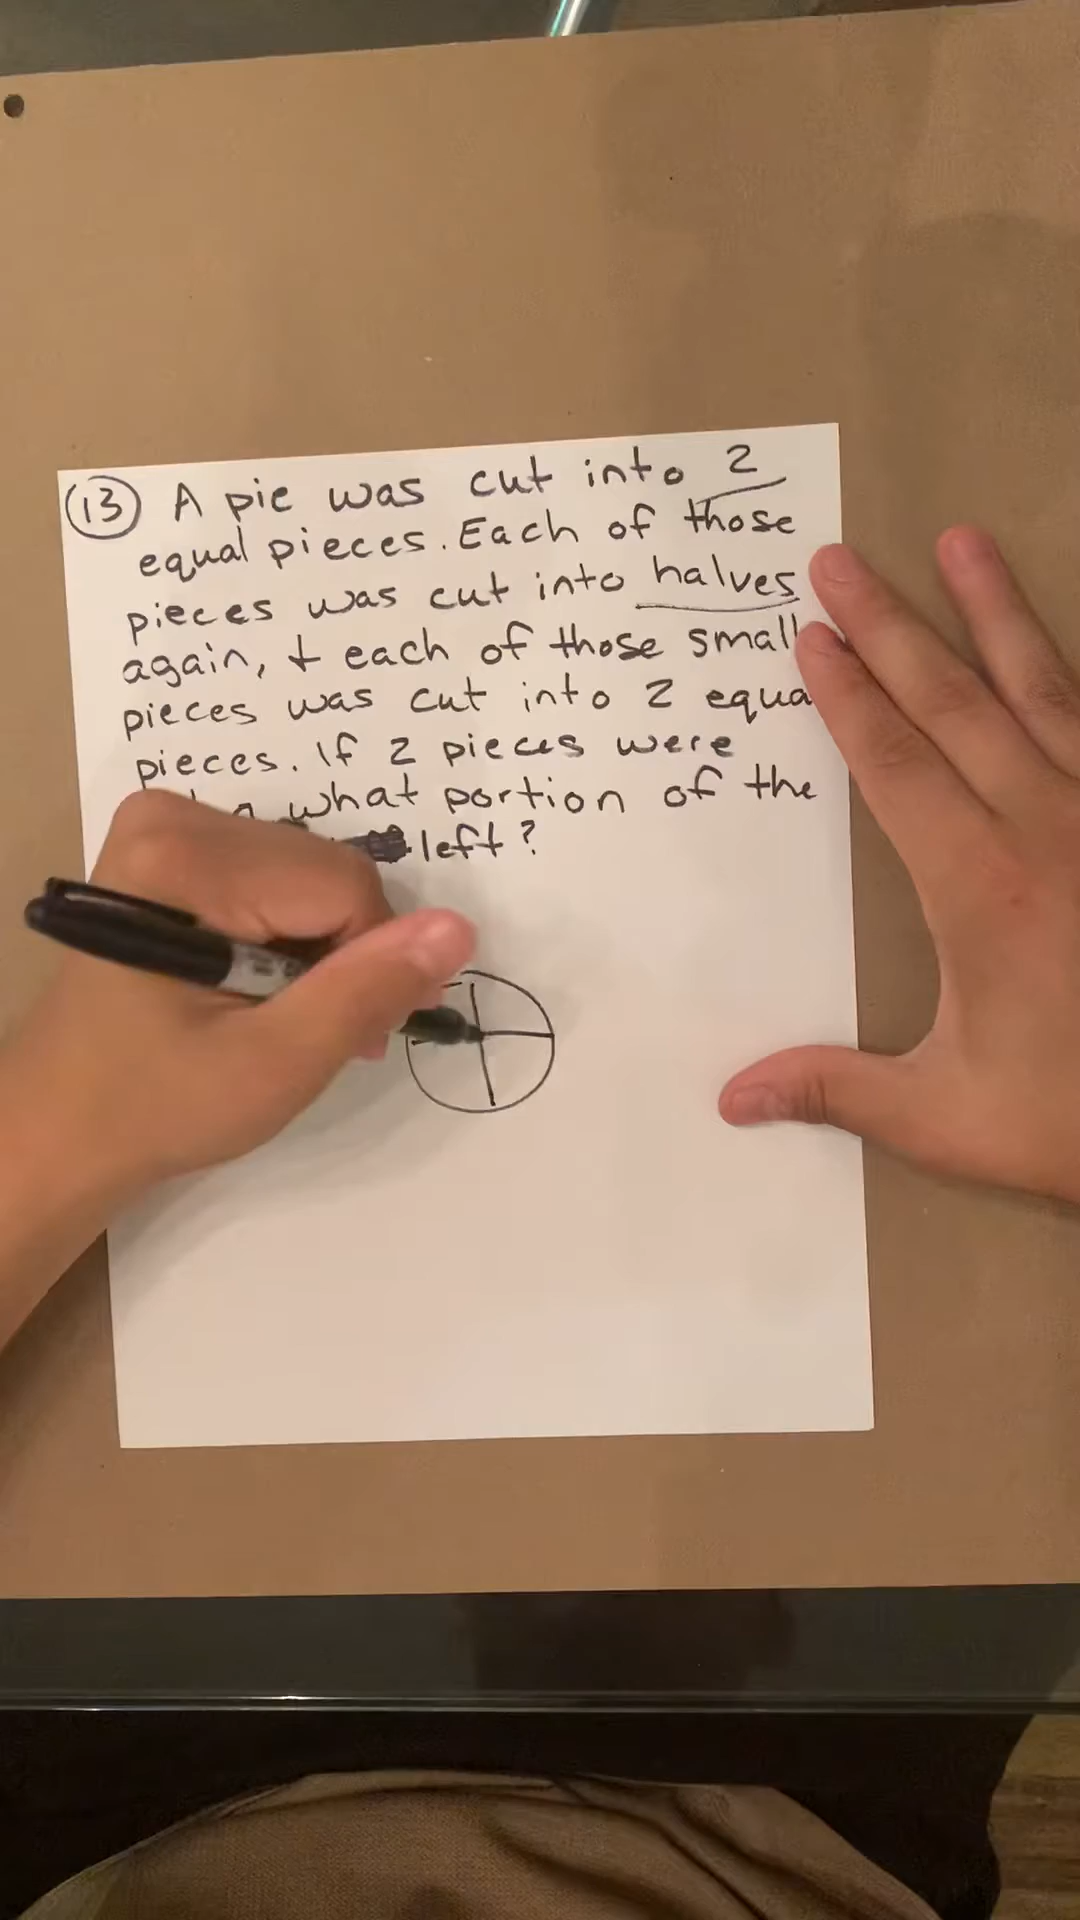 13 A pie was cut into 2
equal pieces. Each of those
pieces was cut into halves
again, + each of those small
pieces was cut into 2 equa
pieces. If 2 pieces were
what portion of the
left?